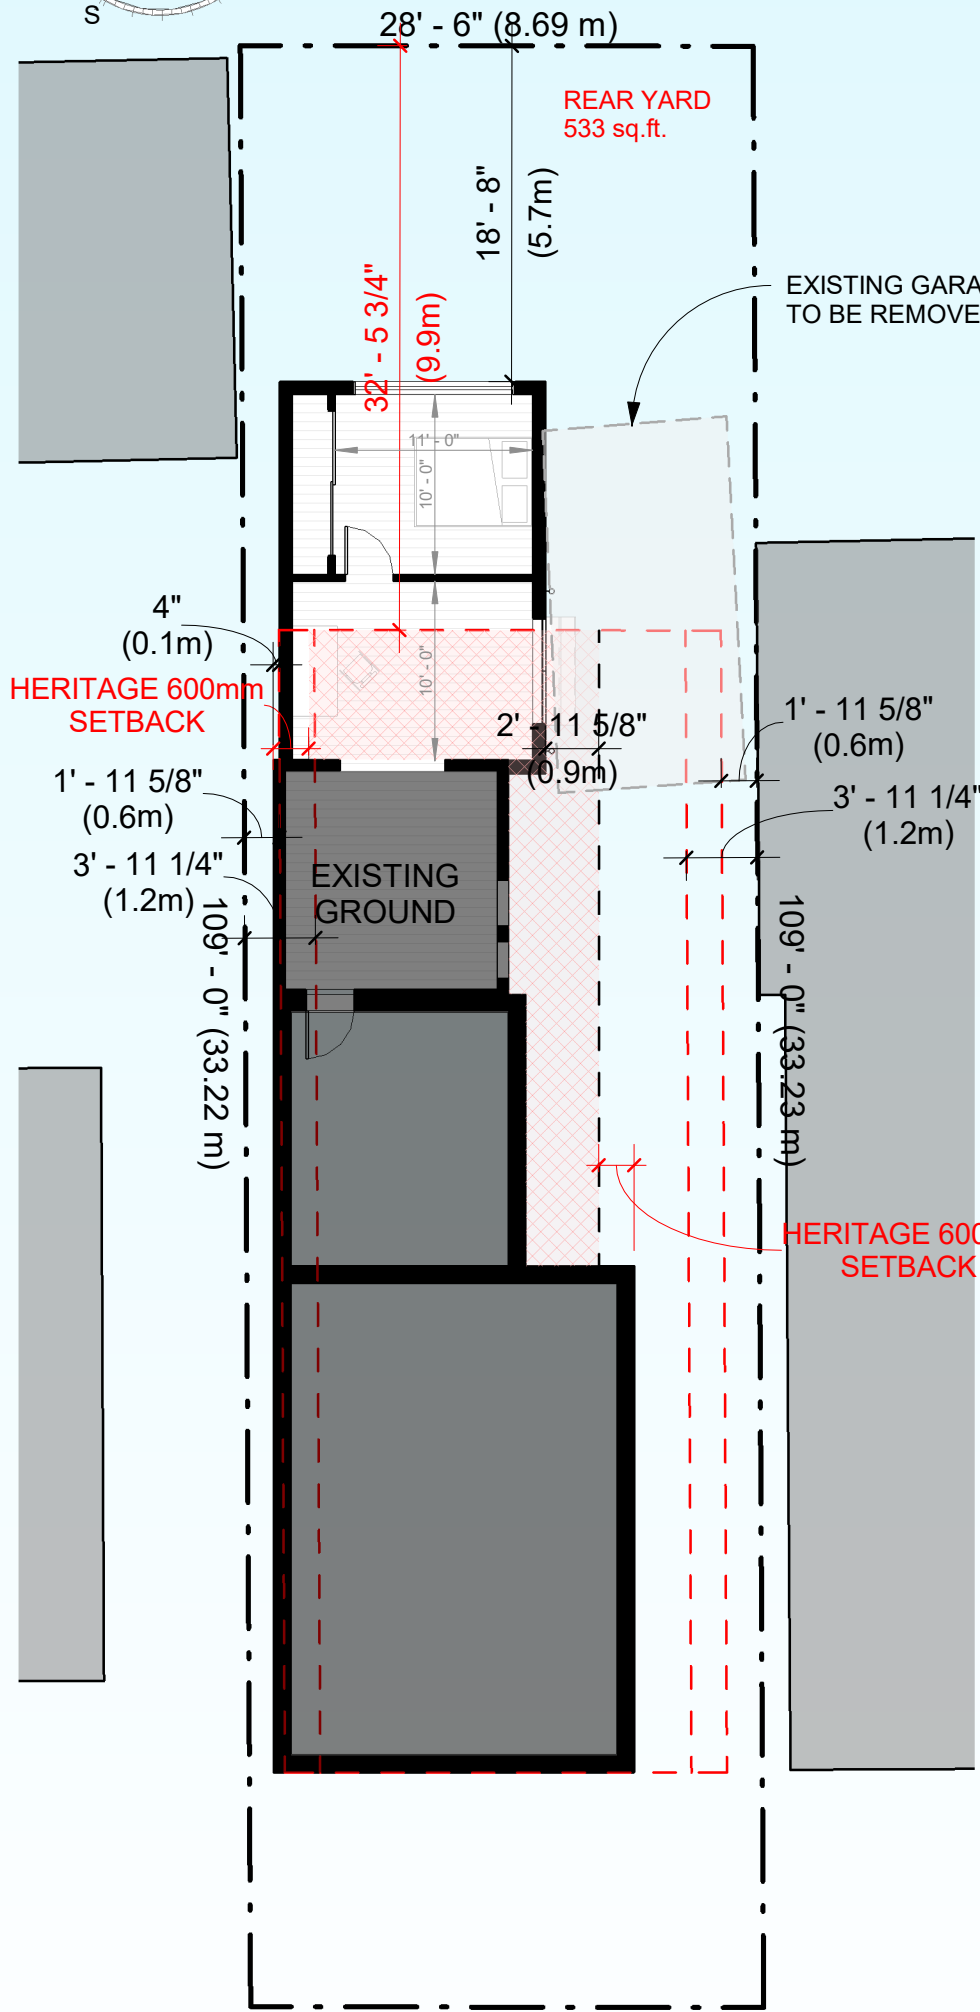 S
28' - 6" (8.69 m)
REAR YARD
533 sq.ft.
18' - 8"
(5.7m)
32' - 5 3/4"
(9.9m)
EXISTING GARA
TO BE REMOVE
11' - 0"
10' - 0"
4"
(0.1m)
10' - 0"
HERITAGE 600mm
SETBACK
2' - 11 5/8"
(0.9m)
1' - 11 5/8"
(0.6m)
1' - 11 5/8"
(0.6m)
3' - 11 1/4"
(1.2m)
3' - 11 1/4"
(1.2m)
EXISTING
GROUND
109' - 0" (33.22 m)
109' - 0" (33.23 m)
HERITAGE 600
SETBACK